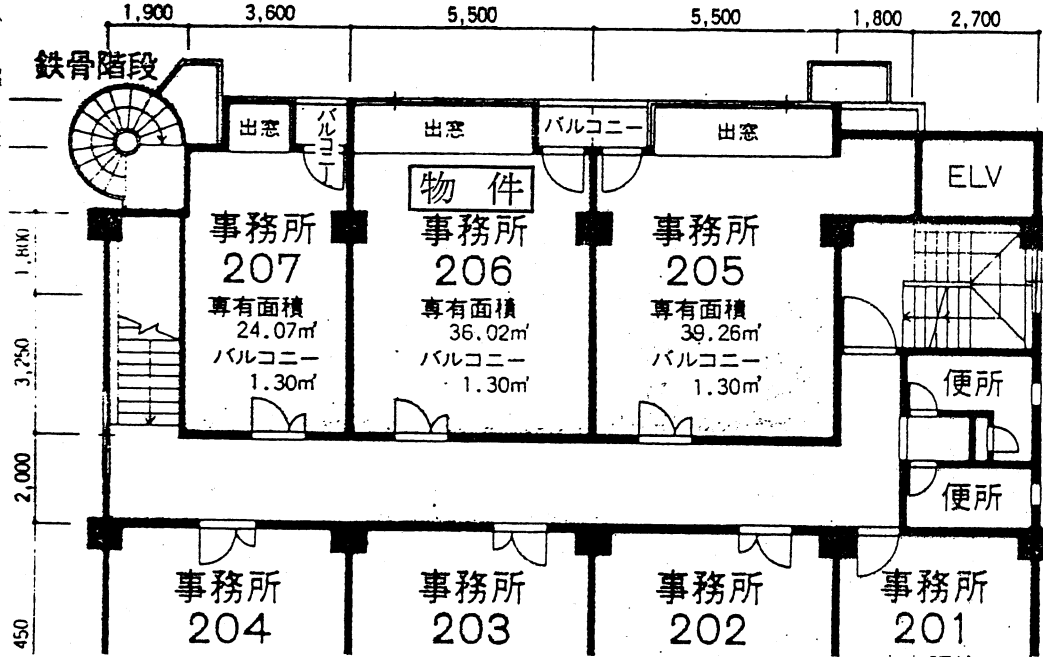 1,900 3,600 5,500 5,500 1,800 2,700
鉄骨階段
出窓
バルコニー
出窓
バルコニー
出窓
ELV
物件
事務所
207
専有面積
24.07㎡
バルコニー
1.30㎡
事務所
206
専有面積
36.02㎡
バルコニー
1.30㎡
事務所
205
専有面積
39.26㎡
バルコニー
1.30㎡
1,800
3,250
2,000
450
便所
便所
事務所
204
事務所
203
事務所
202
事務所
201